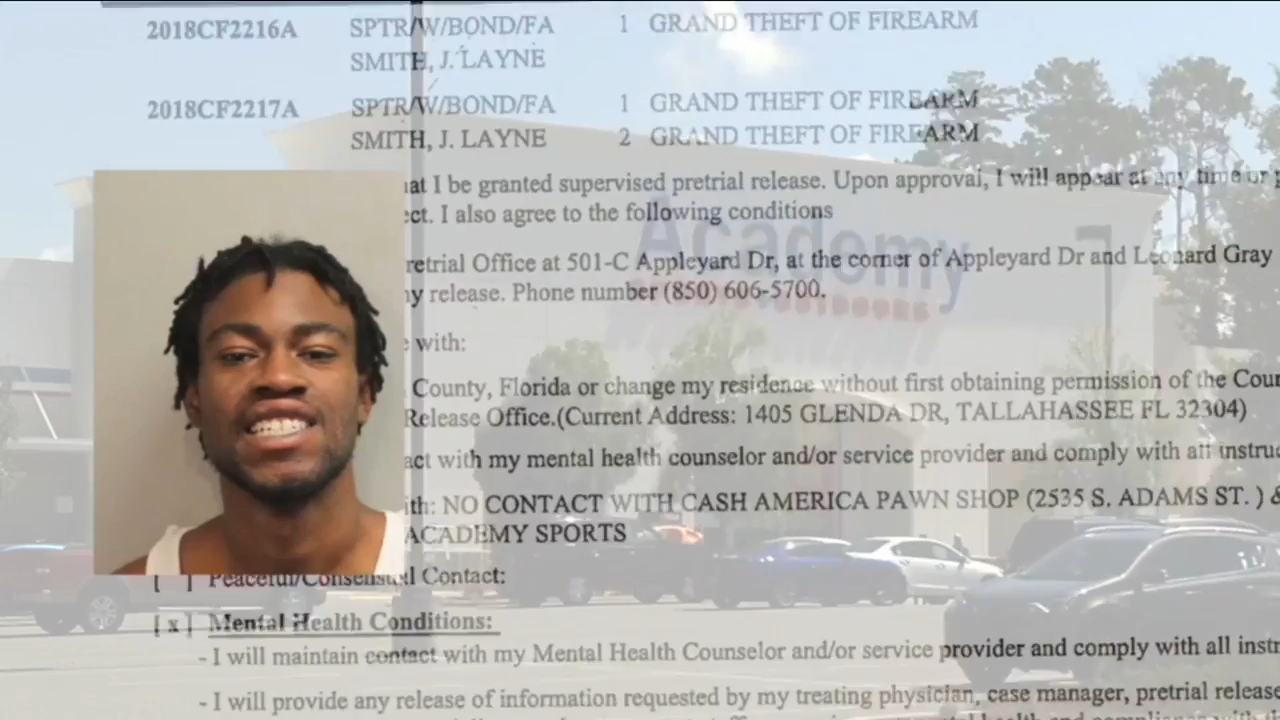 2018CF2216A SPTR/W/BOND/FA 1 GRAND THEFT OF FIREARM
SMITH, J. LAYNE
2018CF2217A SPTR/W/BOND/FA 1 GRAND THEFT OF FIREARM
SMITH, J. LAYNE 2 GRAND THEFT OF FIREARM
at I be granted supervised pretrial release. Upon approval, I will appear at any time or p
ct. I also agree to the following conditions
Academy
retrial Office at 501-C Appleyard Dr, at the corner of Appleyard Dr and Leonard Gray
y release. Phone number (850) 606-5700.
with:
County, Florida or change my residence without first obtaining permission of the Cour
Release Office.(Current Address: 1405 GLENDA DR, TALLAHASSEE FL 32304)
act with my mental health counselor and/or service provider and comply with all instruc
ith: NO CONTACT WITH CASH AMERICA PAWN SHOP (2535 S. ADAMS ST. ) &
ACADEMY SPORTS
[ ] Peaceful/Consensual Contact:
[ x ] Mental Health Conditions:
- I will maintain contact with my Mental Health Counselor and/or service provider and comply with all instr
- I will provide any release of information requested by my treating physician, case manager, pretrial release